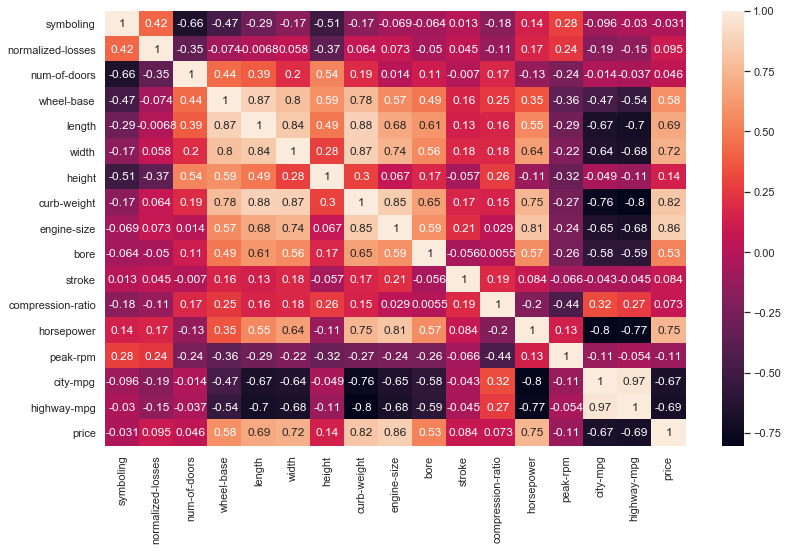 symboling 1 0.42 -0.66 -0.47 -0.29 -0.17 -0.51 -0.17 -0.069 -0.064 0.013 -0.18 0.14 0.28 -0.096 -0.03 -0.031 1.00
normalized-losses 0.42 1 -0.35 -0.074 -0.0068 0.058 -0.37 0.064 0.073 -0.05 0.045 -0.11 0.17 0.24 -0.19 -0.15 0.095
num-of-doors -0.66 -0.35 1 0.44 0.39 0.2 0.54 0.19 0.014 0.11 -0.007 0.17 -0.13 -0.24 -0.014 -0.037 0.046 0.75
wheel-base -0.47 -0.074 0.44 1 0.87 0.8 0.59 0.78 0.57 0.49 0.16 0.25 0.35 -0.36 -0.47 -0.54 0.58
length -0.29 -0.0068 0.39 0.87 1 0.84 0.49 0.88 0.68 0.61 0.13 0.16 0.55 -0.29 -0.67 -0.7 0.69 0.50
width -0.17 0.058 0.2 0.8 0.84 1 0.28 0.87 0.74 0.56 0.18 0.18 0.64 -0.22 -0.64 -0.68 0.72
height -0.51 -0.37 0.54 0.59 0.49 0.28 1 0.3 0.067 0.17 -0.057 0.26 -0.11 -0.32 -0.049 -0.11 0.14 0.25
curb-weight -0.17 0.064 0.19 0.78 0.88 0.87 0.3 1 0.85 0.65 0.17 0.15 0.75 -0.27 -0.76 -0.8 0.82
engine-size -0.069 0.073 0.014 0.57 0.68 0.74 0.067 0.85 1 0.59 0.21 0.029 0.81 -0.24 -0.65 -0.68 0.86
bore -0.064 -0.05 0.11 0.49 0.61 0.56 0.17 0.65 0.59 1 -0.056 0.0055 0.57 -0.26 -0.58 -0.59 0.53 0.00
stroke 0.013 0.045 -0.007 0.16 0.13 0.18 -0.057 0.17 0.21 -0.056 1 0.19 0.084 -0.066 -0.043 -0.045 0.084
compression-ratio -0.18 -0.11 0.17 0.25 0.16 0.18 0.26 0.15 0.029 0.0055 0.19 1 -0.2 -0.44 0.32 0.27 0.073 −0.25
horsepower 0.14 0.17 -0.13 0.35 0.55 0.64 -0.11 0.75 0.81 0.57 0.084 -0.2 1 0.13 -0.8 -0.77 0.75
peak-rpm 0.28 0.24 -0.24 -0.36 -0.29 -0.22 -0.32 -0.27 -0.24 -0.26 -0.066 -0.44 0.13 1 -0.11 -0.054 -0.11 −0.50
city-mpg -0.096 -0.19 -0.014 -0.47 -0.67 -0.64 -0.049 -0.76 -0.65 -0.58 -0.043 0.32 -0.8 -0.11 1 0.97 -0.67
highway-mpg -0.03 -0.15 -0.037 -0.54 -0.7 -0.68 -0.11 -0.8 -0.68 -0.59 -0.045 0.27 -0.77 -0.054 0.97 1 -0.69
price -0.031 0.095 0.046 0.58 0.69 0.72 0.14 0.82 0.86 0.53 0.084 0.073 0.75 -0.11 -0.67 -0.69 1 −0.75
symboling
normalized-losses
num-of-doors
wheel-base
length
width
height
curb-weight
engine-size
bore
stroke
compression-ratio
horsepower
peak-rpm
city-mpg
highway-mpg
price